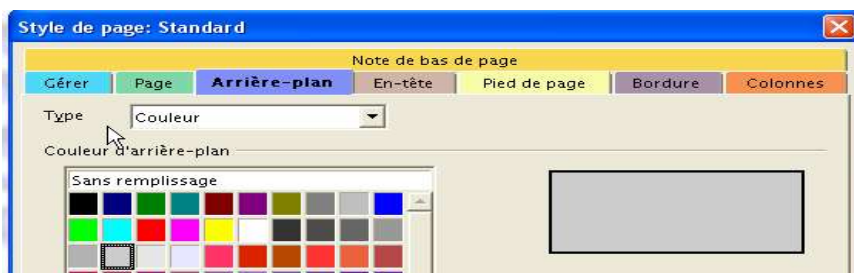 Style de page: Standard
Note de bas de page
Gérer Page Arrière-plan En-tête Pied de page Bordure Colonnes
Type Couleur
Couleur d'arrière-plan
Sans remplissage